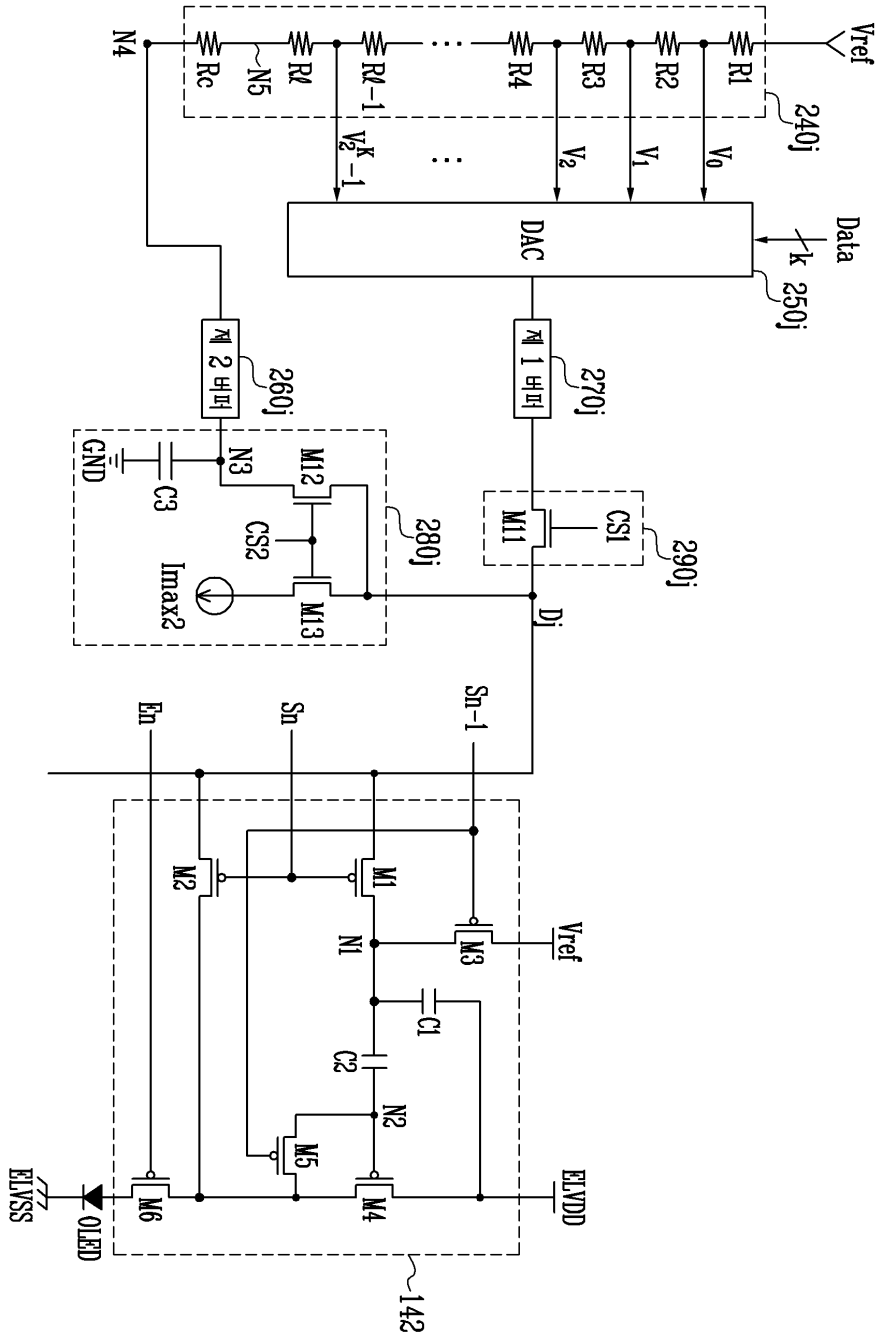 Vref
R1
R2
R3
R4
...
Rℓ-1
Rℓ
N5
Rc
N4
240j
V0
V1
V2
...
V2^K-1
Data
k
DAC
250j
제 1 버퍼
270j
제 2 버퍼
260j
CS1
M11
290j
N3
GND
C3
M12
CS2
M13
Imax2
280j
Dj
Sn-1
Sn
En
M1
M2
M3
Vref
N1
C1
C2
N2
M5
M4
M6
ELVDD
OLED
ELVSS
142